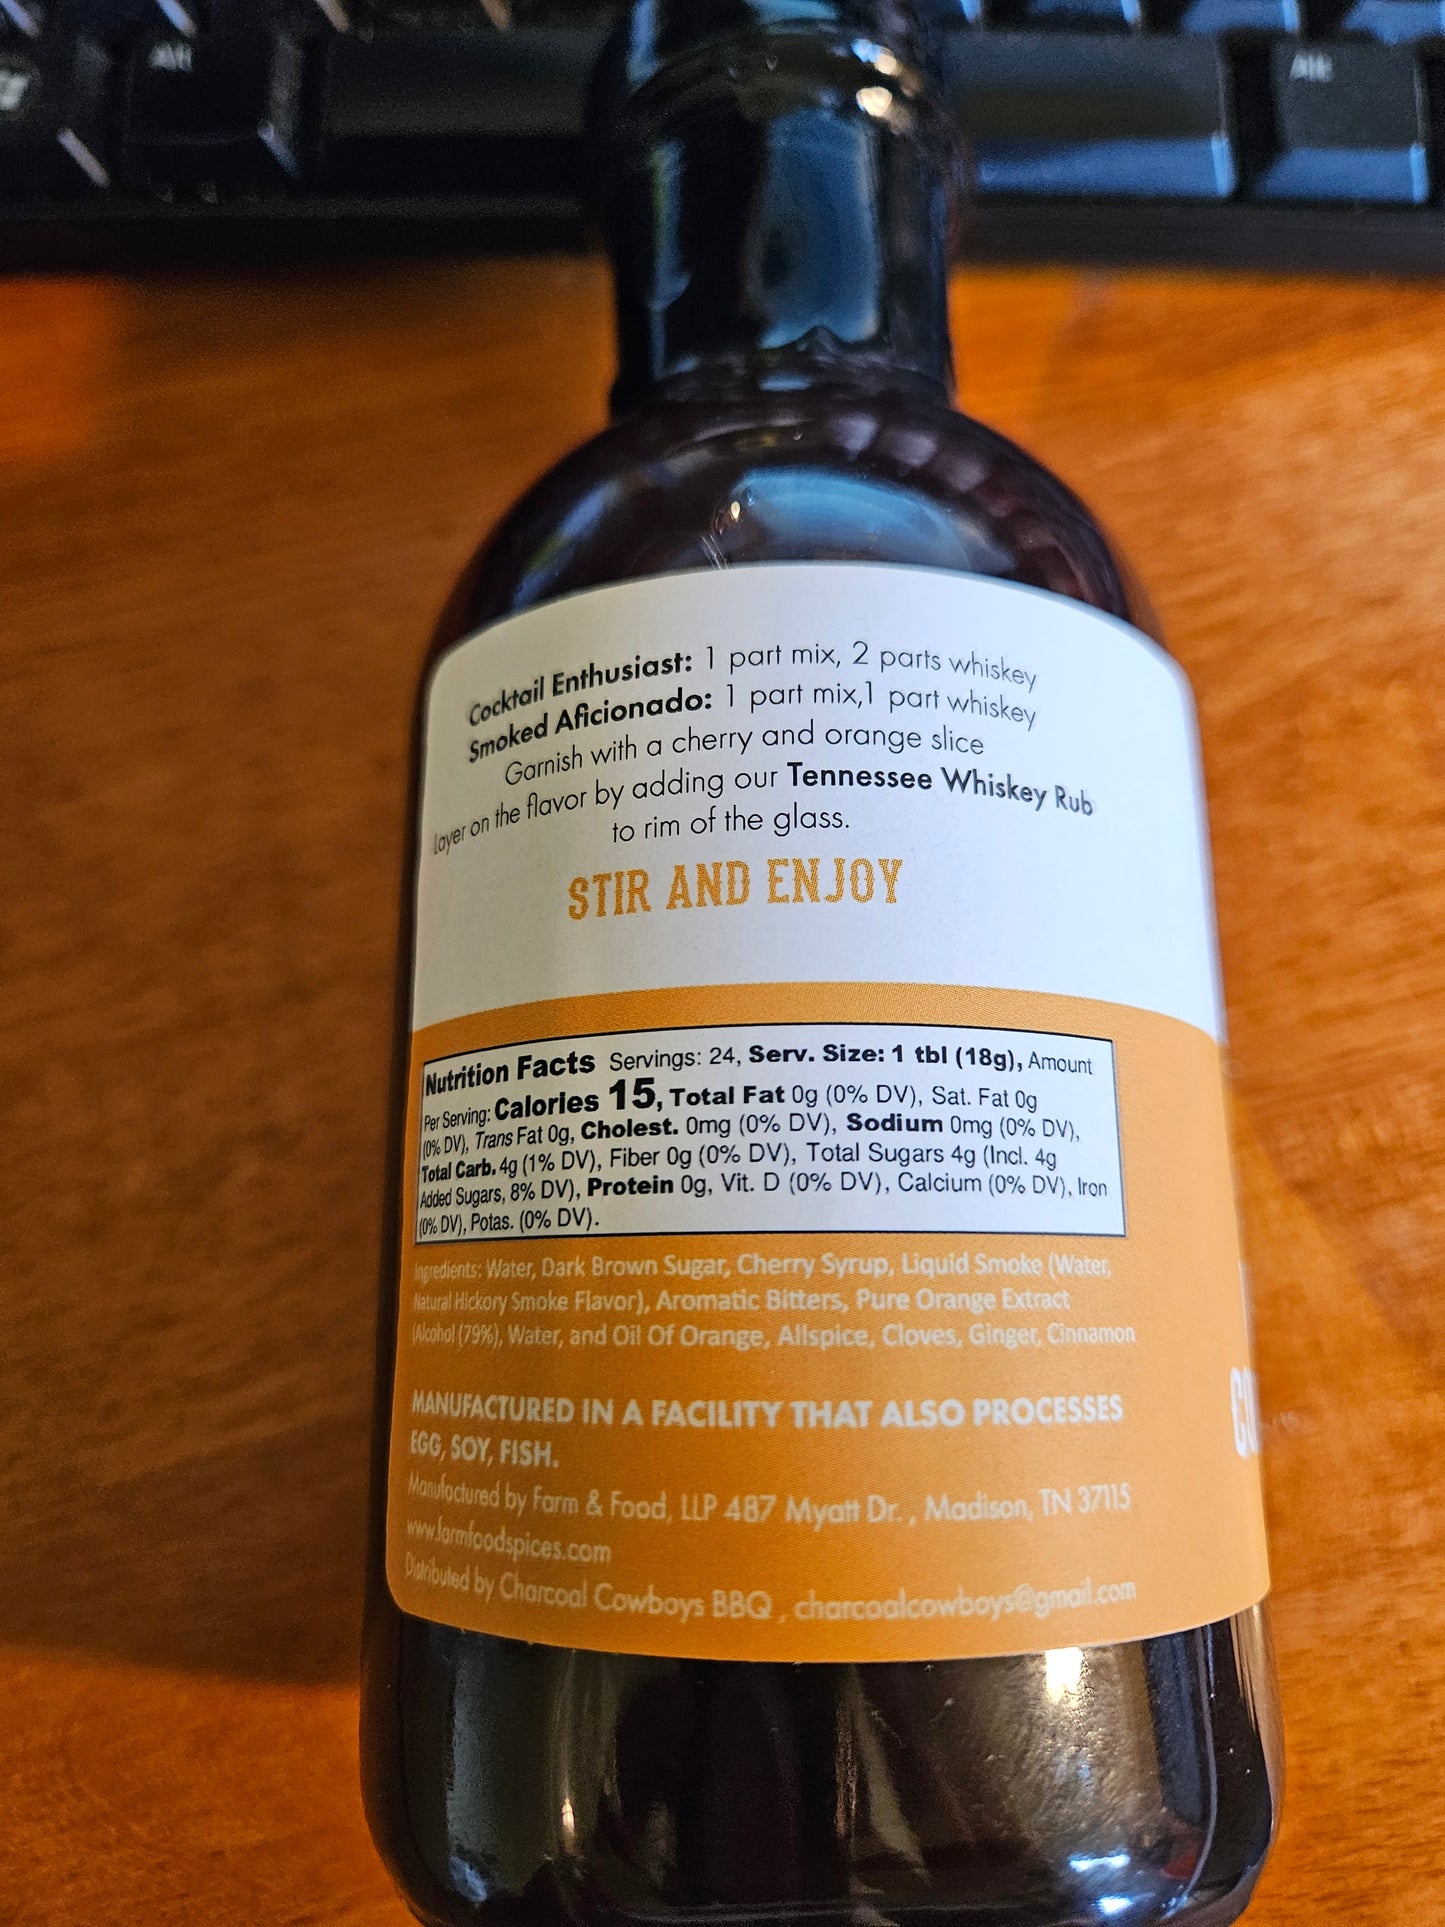 Alt
Alt
Cocktail Enthusiast: 1 part mix, 2 parts whiskey
Smoked Aficionado: 1 part mix,1 part whiskey
Garnish with a cherry and orange slice
Layer on the flavor by adding our Tennessee Whiskey Rub
to rim of the glass.
STIR AND ENJOY
Nutrition Facts Servings: 24, Serv. Size: 1 tbl (18g), Amount
Per Serving: Calories 15, Total Fat 0g (0% DV), Sat. Fat 0g
(0% DV), Trans Fat 0g, Cholest. 0mg (0% DV), Sodium 0mg (0% DV),
Total Carb. 4g (1% DV), Fiber 0g (0% DV), Total Sugars 4g (Incl. 4g
Added Sugars, 8% DV), Protein 0g, Vit. D (0% DV), Calcium (0% DV), Iron
(0% DV), Potas. (0% DV).
Ingredients: Water, Dark Brown Sugar, Cherry Syrup, Liquid Smoke (Water,
Natural Hickory Smoke Flavor), Aromatic Bitters, Pure Orange Extract
(Alcohol (79%), Water, and Oil Of Orange, Allspice, Cloves, Ginger, Cinnamon
MANUFACTURED IN A FACILITY THAT ALSO PROCESSES
EGG, SOY, FISH.
Manufactured by Farm & Food, LLP 487 Myatt Dr. , Madison, TN 37115
www.farmfoodspices.com
Distributed by Charcoal Cowboys BBQ , charcoalcowboys@gmail.com